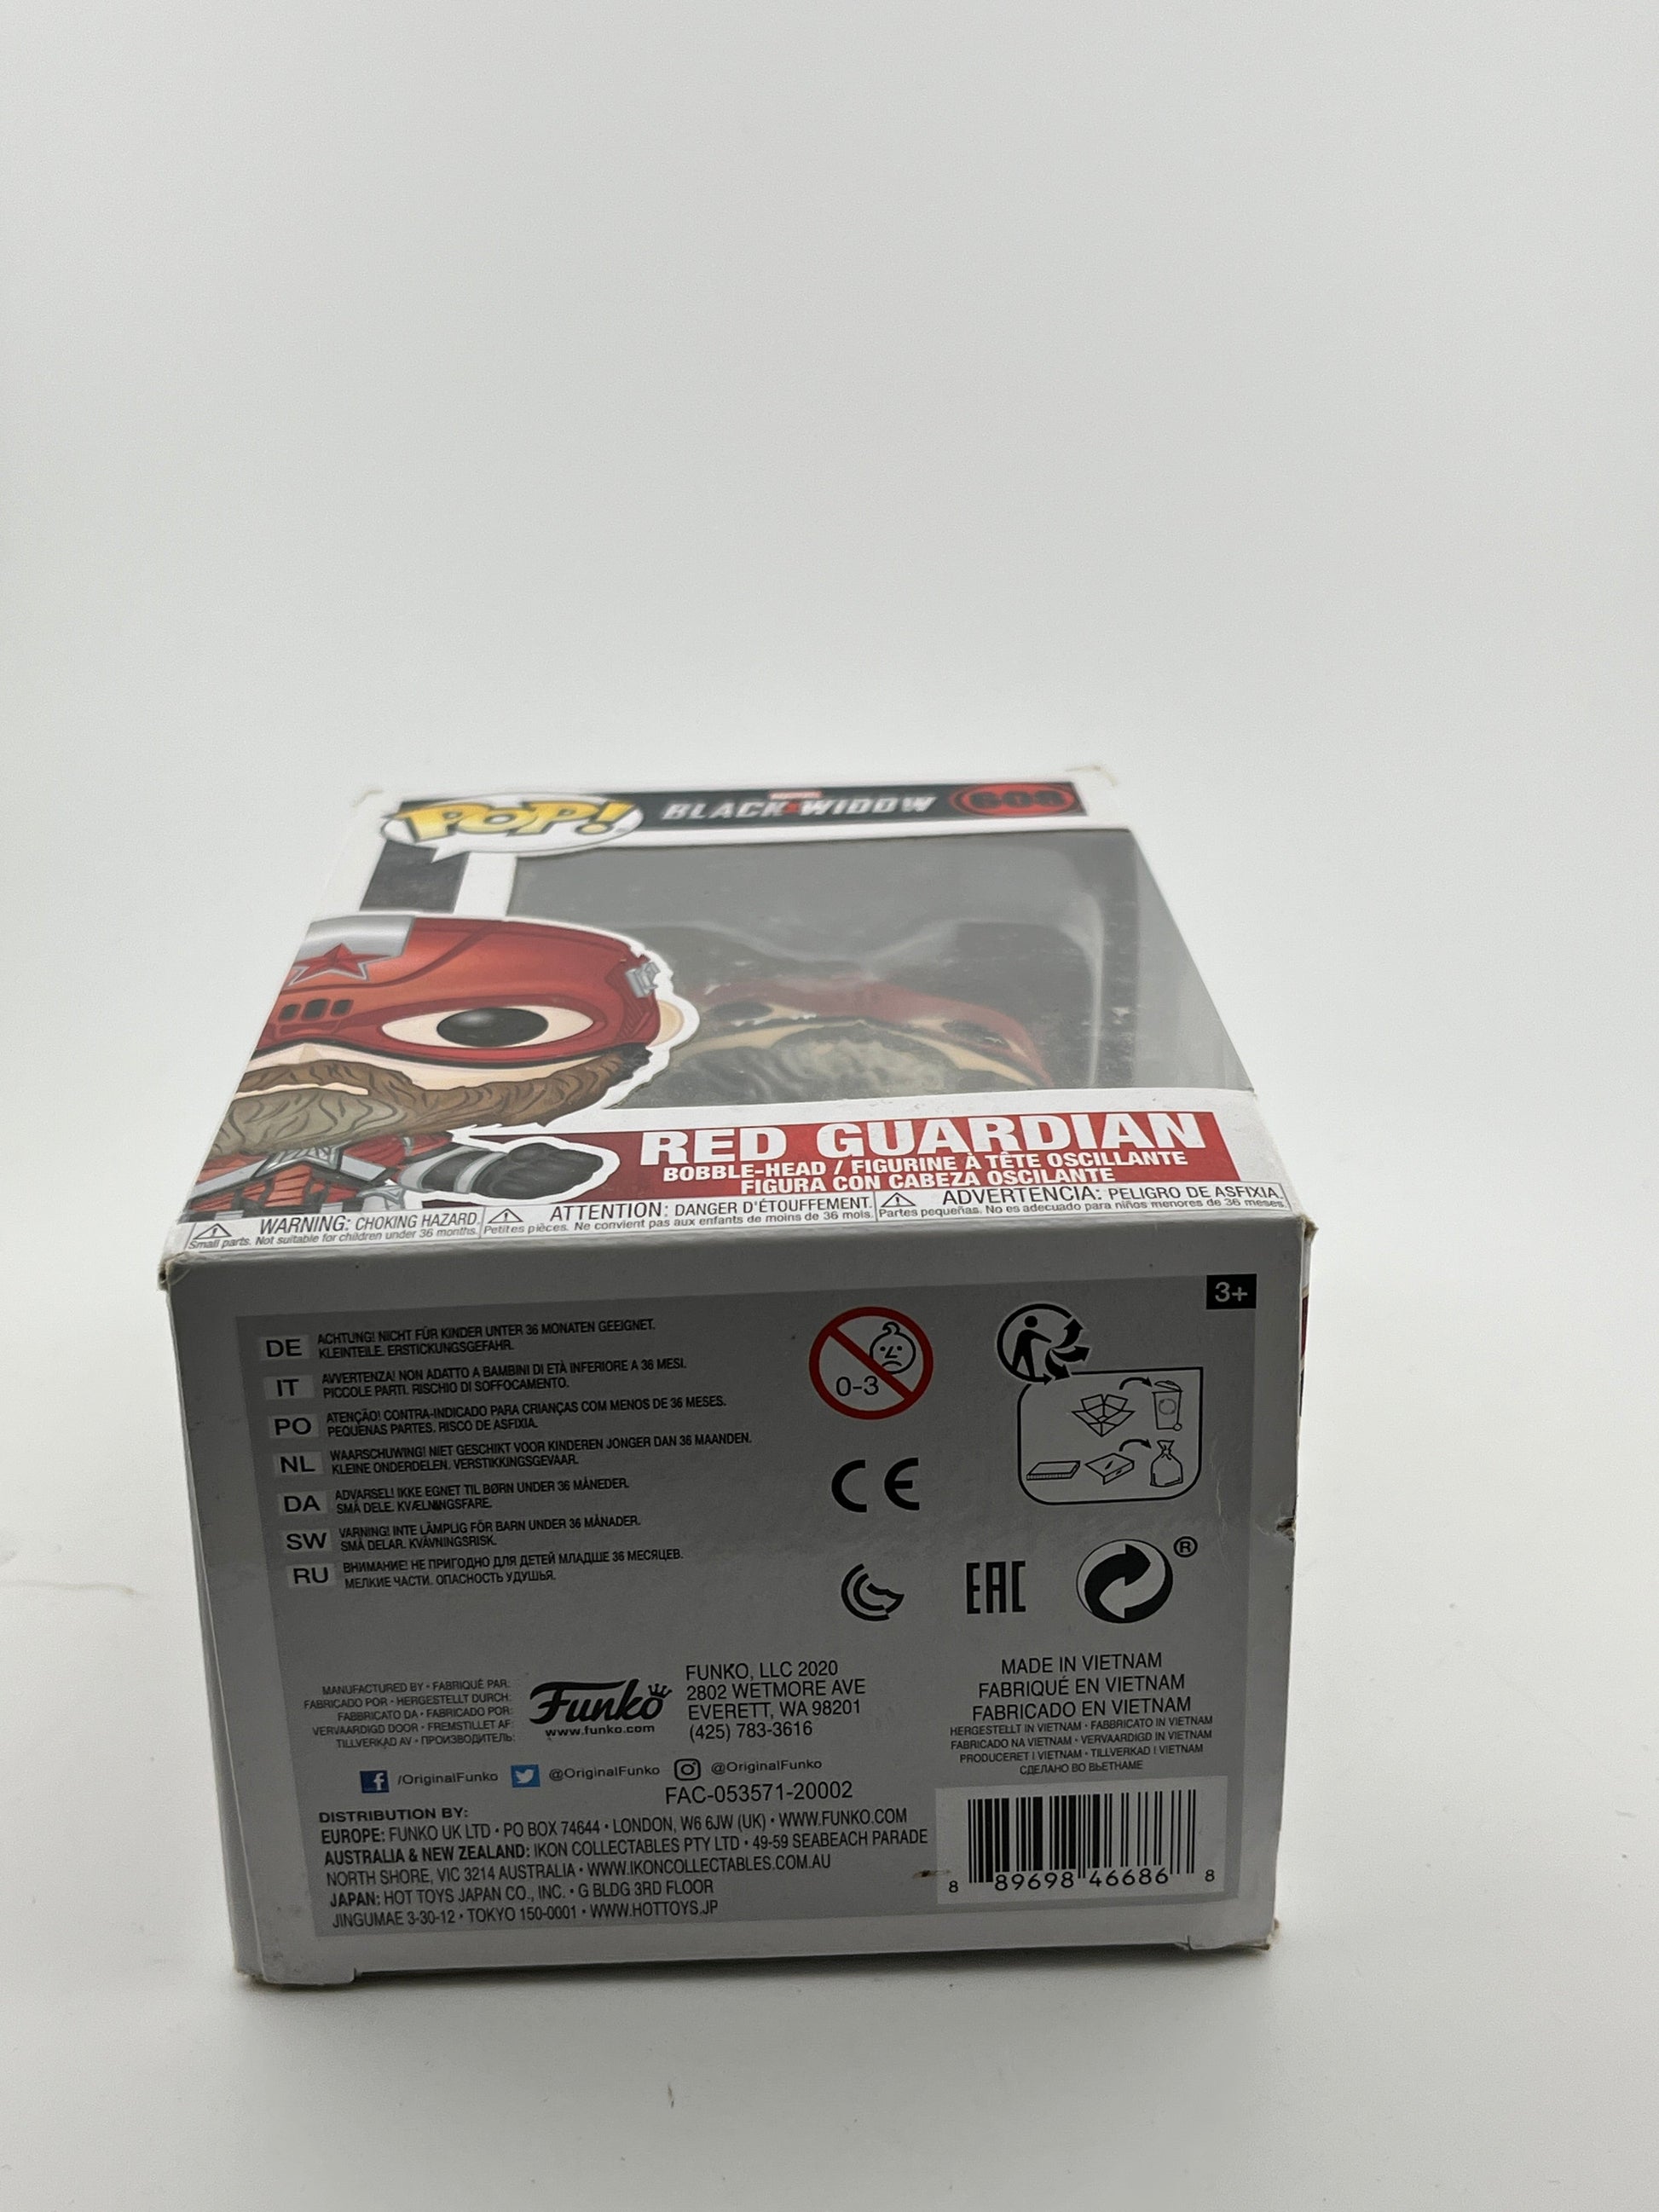 POP!
MARVEL
BLACK WIDOW
608
RED GUARDIAN
BOBBLE-HEAD / FIGURINE À TÊTE OSCILLANTE
FIGURA CON CABEZA OSCILANTE
WARNING: CHOKING HAZARD.
Small parts. Not suitable for children under 36 months.
ATTENTION: DANGER D'ÉTOUFFEMENT.
Petites pièces. Ne convient pas aux enfants de moins de 36 mois.
ADVERTENCIA: PELIGRO DE ASFIXIA.
Partes pequeñas. No es adecuado para niños menores de 36 meses.
3+
DE ACHTUNG! NICHT FÜR KINDER UNTER 36 MONATEN GEEIGNET.
KLEINTEILE. ERSTICKUNGSGEFAHR.
IT AVVERTENZA! NON ADATTO A BAMBINI DI ETÀ INFERIORE A 36 MESI.
PICCOLE PARTI. RISCHIO DI SOFFOCAMENTO.
PO ATENÇÃO! CONTRA-INDICADO PARA CRIANÇAS COM MENOS DE 36 MESES.
PEQUENAS PARTES. RISCO DE ASFIXIA.
NL WAARSCHUWING! NIET GESCHIKT VOOR KINDEREN JONGER DAN 36 MAANDEN.
KLEINE ONDERDELEN. VERSTIKKINGSGEVAAR.
DA ADVARSEL! IKKE EGNET TIL BØRN UNDER 36 MÅNEDER.
SMÅ DELE. KVÆLNINGSFARE.
SW VARNING! INTE LÄMPLIG FÖR BARN UNDER 36 MÅNADER.
SMÅ DELAR. KVÄVNINGSRISK.
RU ВНИМАНИЕ! НЕ ПРИГОДНО ДЛЯ ДЕТЕЙ МЛАДШЕ 36 МЕСЯЦЕВ.
МЕЛКИЕ ЧАСТИ. ОПАСНОСТЬ УДУШЬЯ.
0-3
CE
EAC
®
MANUFACTURED BY • FABRIQUÉ PAR:
FABRICADO POR • HERGESTELLT DURCH:
FABBRICATO DA • FABRICADO POR:
VERVAARDIGD DOOR • FREMSTILLET AF:
TILLVERKAD AV • ПРОИЗВОДИТЕЛЬ:
Funko
www.funko.com
FUNKO, LLC 2020
2802 WETMORE AVE
EVERETT, WA 98201
(425) 783-3616
MADE IN VIETNAM
FABRIQUÉ EN VIETNAM
FABRICADO EN VIETNAM
HERGESTELLT IN VIETNAM • FABBRICATO IN VIETNAM
FABRICADO NA VIETNAM • VERVAARDIGD IN VIETNAM
PRODUCERET I VIETNAM • TILLVERKAD I VIETNAM
СДЕЛАНО ВО ВЬЕТНАМЕ
/OriginalFunko @OriginalFunko @OriginalFunko
FAC-053571-20002
DISTRIBUTION BY:
EUROPE: FUNKO UK LTD • PO BOX 74644 • LONDON, W6 6JW (UK) • WWW.FUNKO.COM
AUSTRALIA & NEW ZEALAND: IKON COLLECTABLES PTY LTD • 49-59 SEABEACH PARADE
NORTH SHORE, VIC 3214 AUSTRALIA • WWW.IKONCOLLECTABLES.COM.AU
JAPAN: HOT TOYS JAPAN CO., INC. • G BLDG 3RD FLOOR
JINGUMAE 3-30-12 • TOKYO 150-0001 • WWW.HOTTOYS.JP
8 89698 46686 8